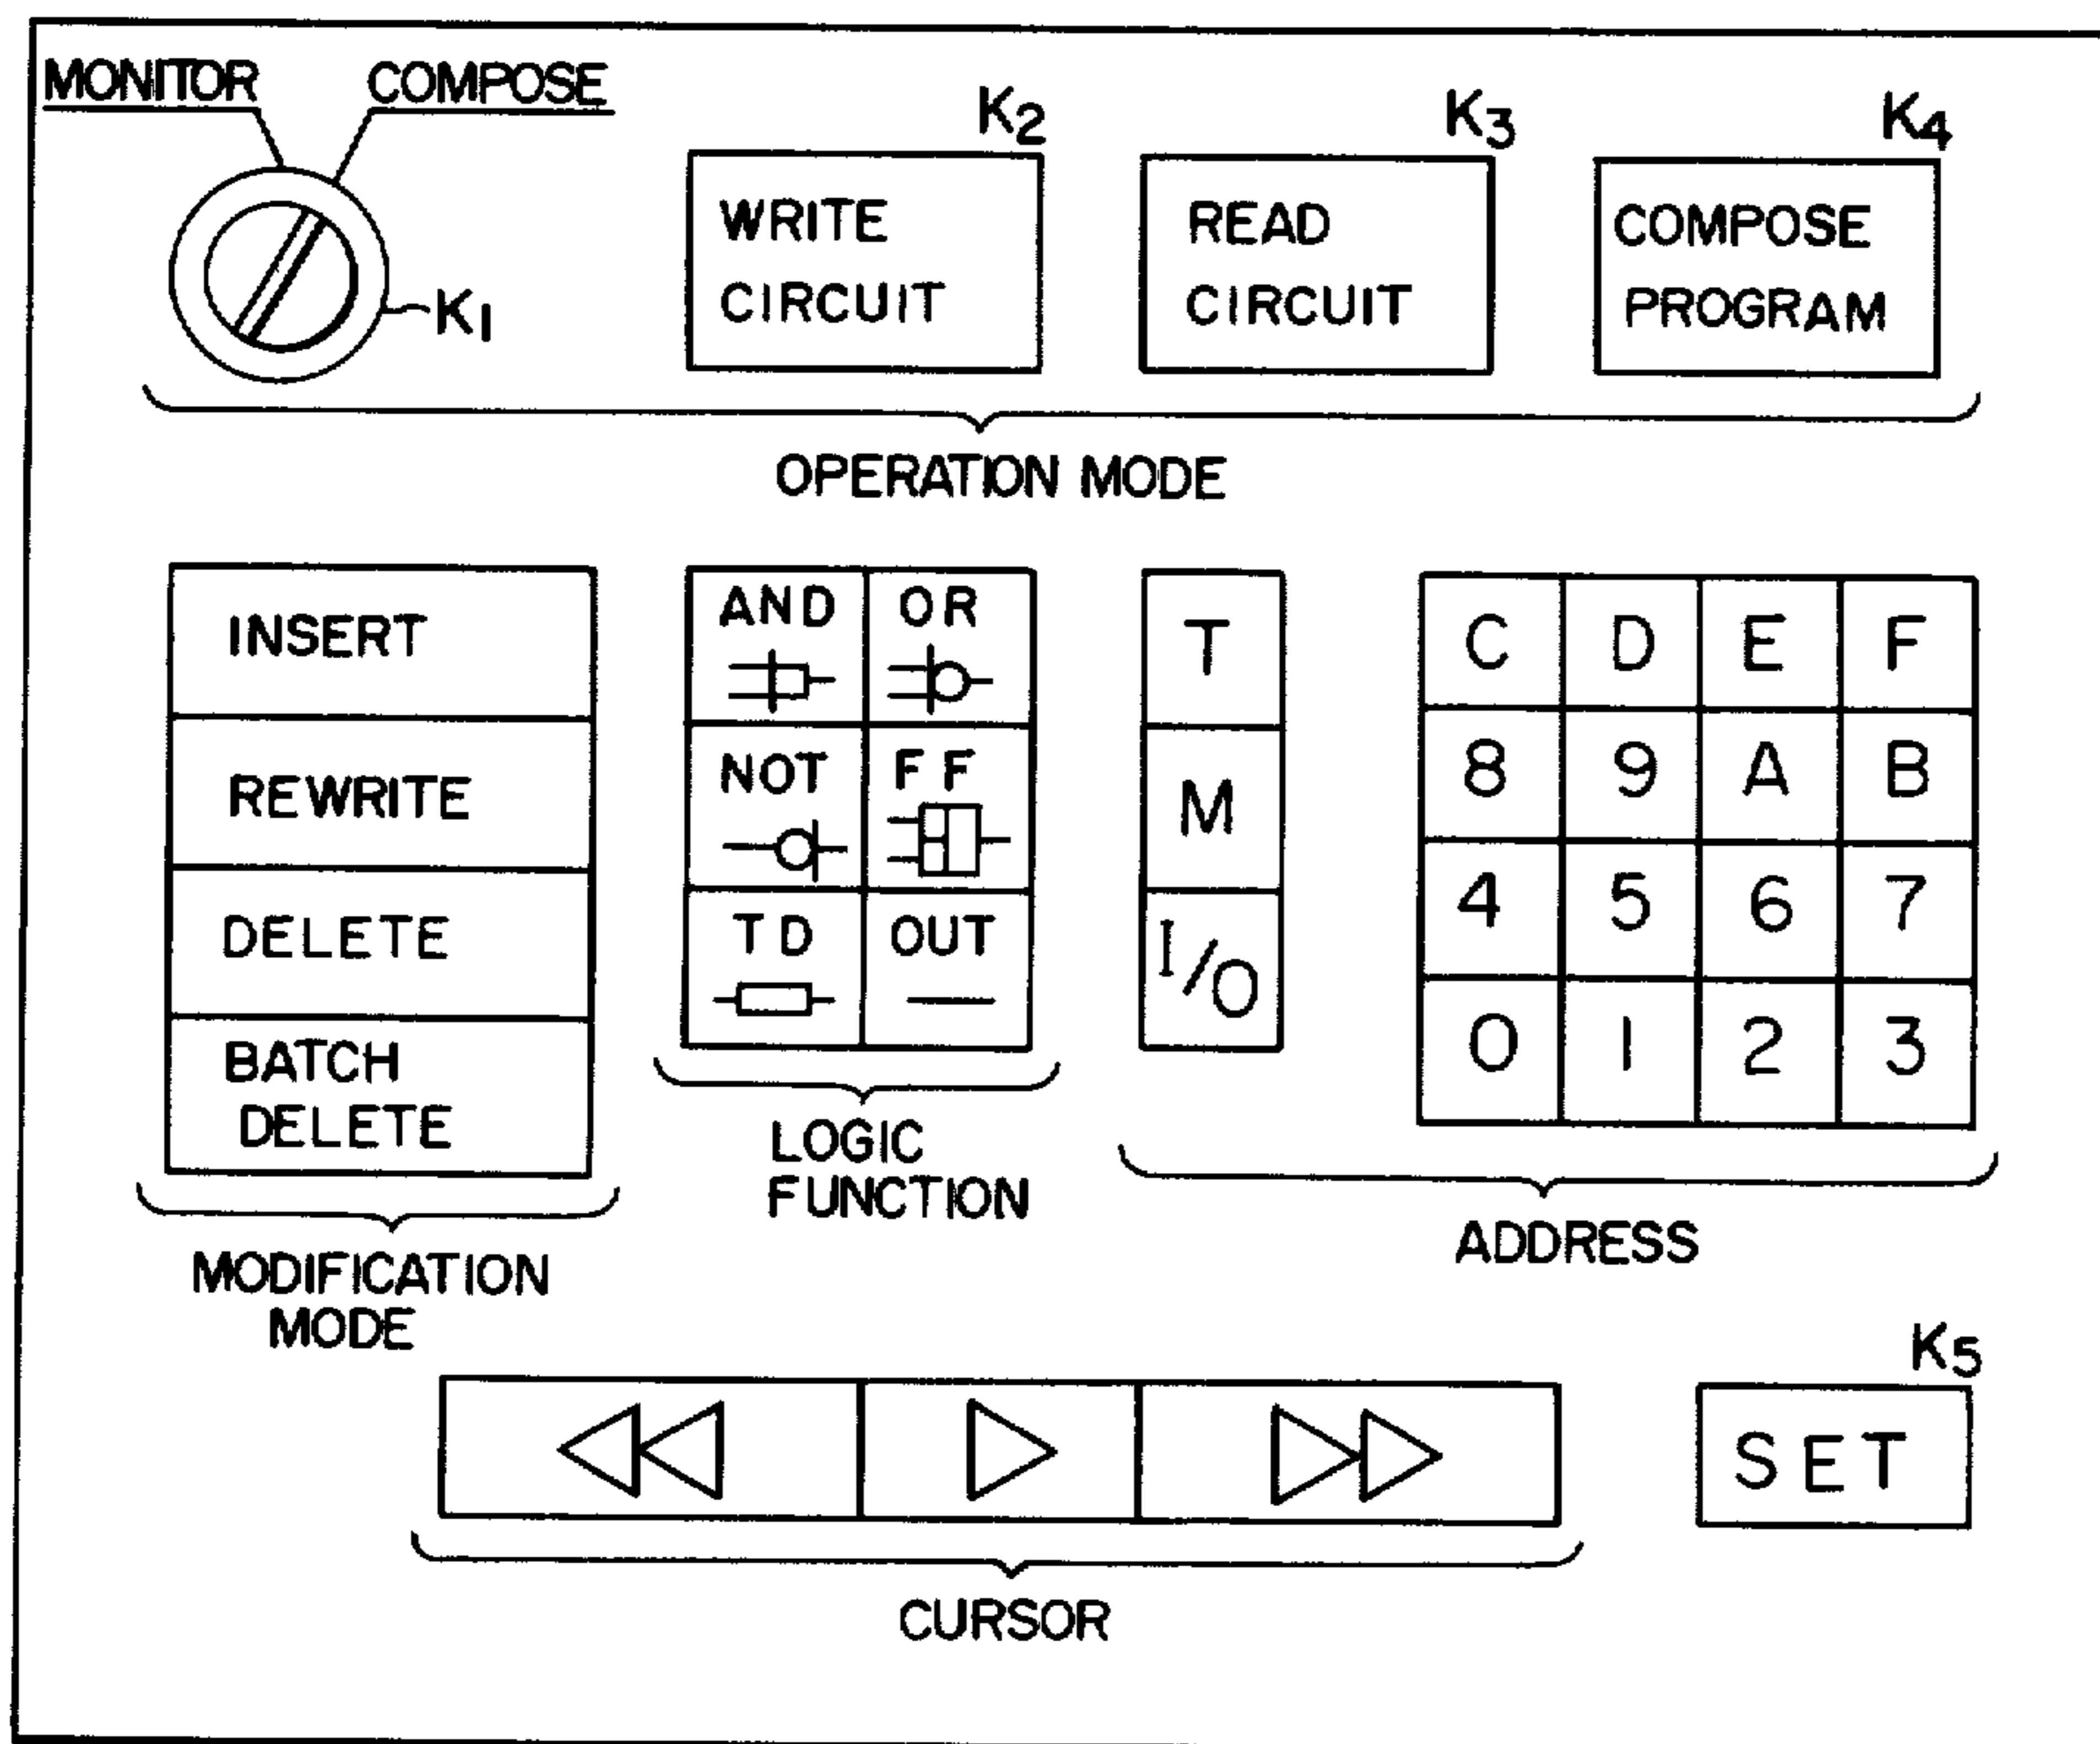 MONITOR COMPOSE
K1
K2
WRITE
CIRCUIT
K3
READ
CIRCUIT
K4
COMPOSE
PROGRAM
OPERATION MODE
INSERT
REWRITE
DELETE
BATCH
DELETE
MODIFICATION
MODE
AND OR
NOT FF
TD OUT
LOGIC
FUNCTION
T
M
I/O
C D E F
8 9 A B
4 5 6 7
0 1 2 3
ADDRESS
CURSOR
K5
SET